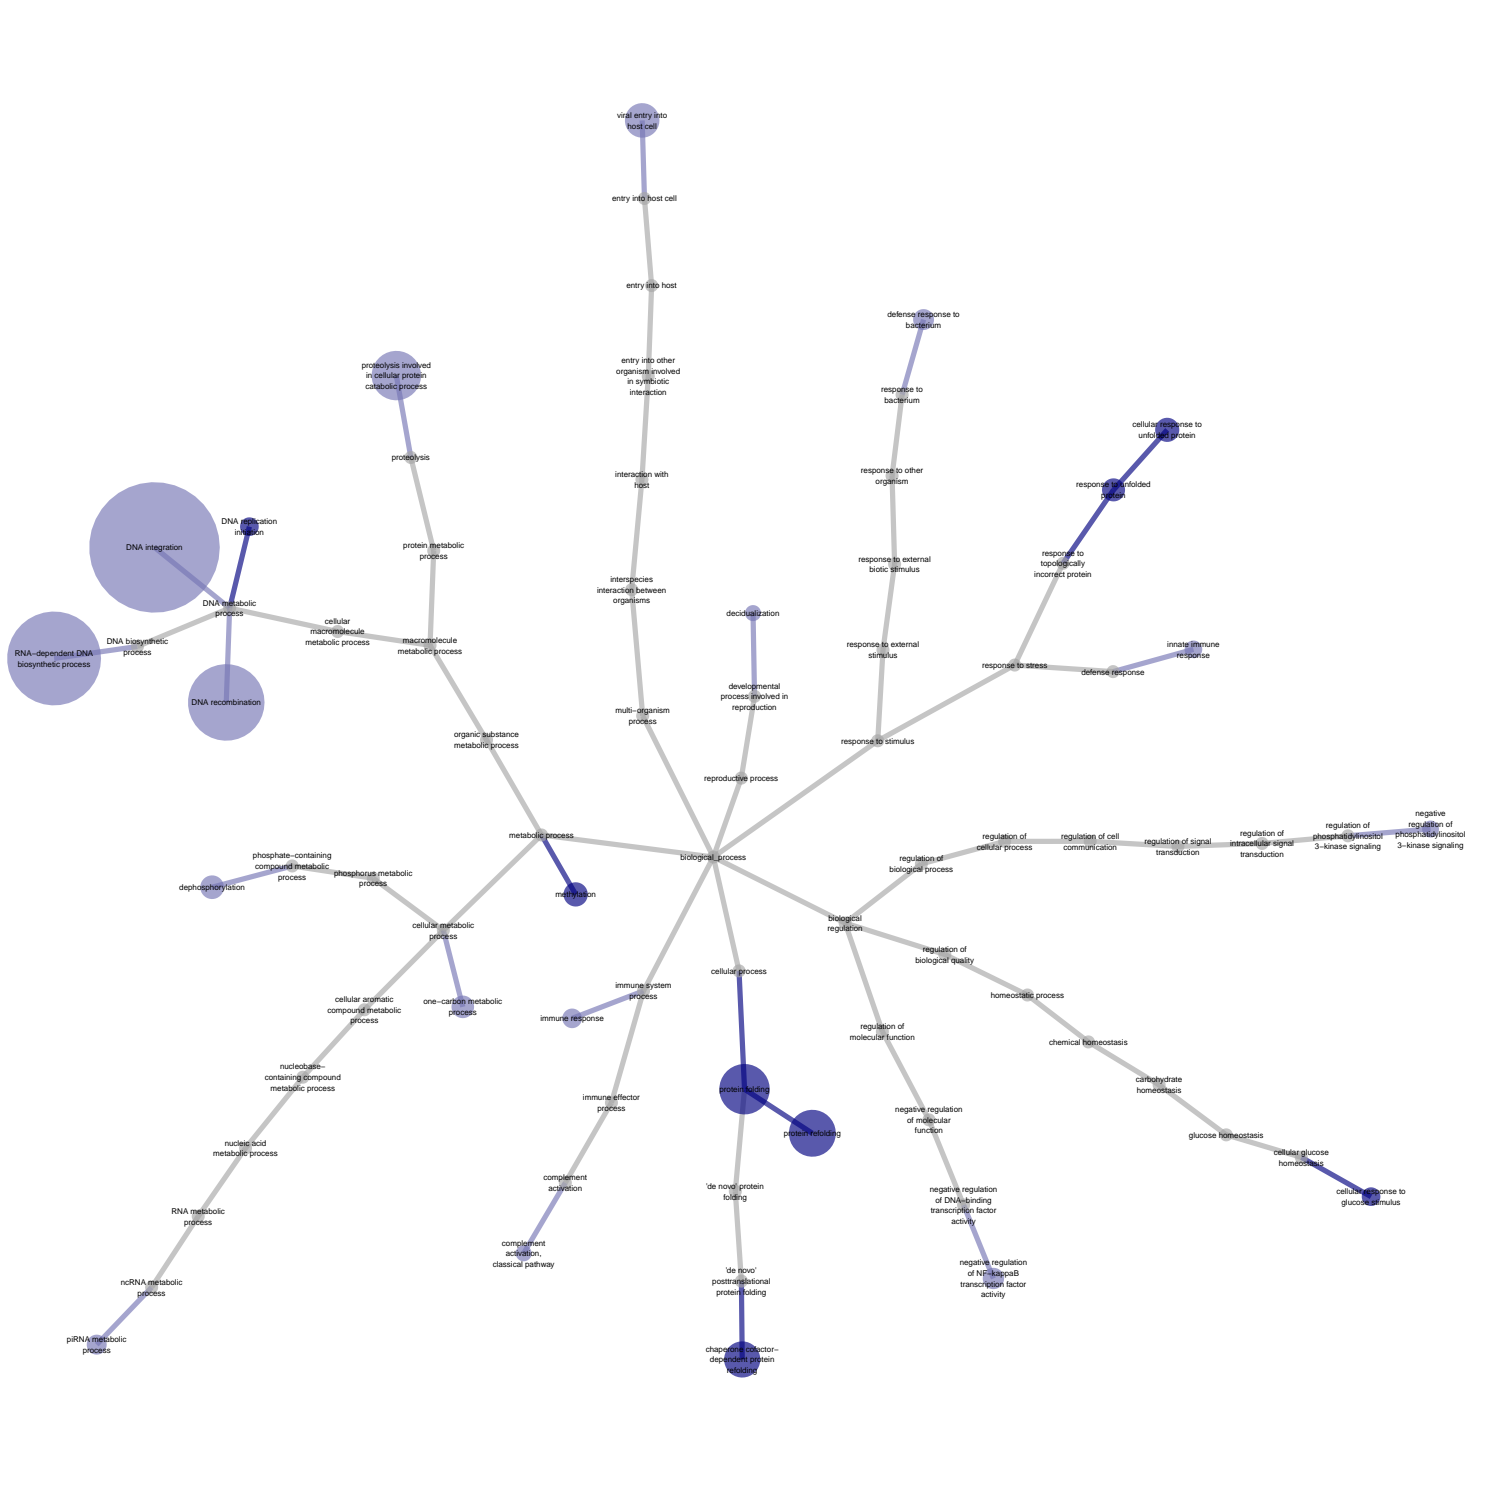 viral entry into
host cell
entry into host cell
entry into host
defense response to
bacterium
entry into other
organism involved
in symbiotic
interaction
proteolysis involved
in cellular protein
catabolic process
response to
bacterium
cellular response to
unfolded protein
proteolysis
interaction with
host
response to other
organism
response to unfolded
protein
DNA replication
initiation
DNA integration
protein metabolic
process
response to external
biotic stimulus
response to
topologically
incorrect protein
interspecies
interaction between
organisms
DNA metabolic
process
decidualization
cellular
macromolecule
metabolic process
macromolecule
metabolic process
DNA biosynthetic
process
RNA−dependent DNA
biosynthetic process
response to external
stimulus
innate immune
response
response to stress
defense response
DNA recombination
developmental
process involved in
reproduction
multi−organism
process
organic substance
metabolic process
response to stimulus
reproductive process
metabolic process
biological_process
regulation of
cellular process
regulation of cell
communication
regulation of signal
transduction
regulation of
intracellular signal
transduction
regulation of
phosphatidylinositol
3−kinase signaling
negative
regulation of
phosphatidylinositol
3−kinase signaling
regulation of
biological process
phosphate−containing
compound metabolic
process
phosphorus metabolic
process
dephosphorylation
methylation
cellular metabolic
process
biological
regulation
regulation of
biological quality
cellular process
immune system
process
homeostatic process
cellular aromatic
compound metabolic
process
one−carbon metabolic
process
immune response
regulation of
molecular function
chemical homeostasis
nucleobase−
containing compound
metabolic process
carbohydrate
homeostasis
protein folding
immune effector
process
negative regulation
of molecular
function
protein refolding
glucose homeostasis
nucleic acid
metabolic process
cellular glucose
homeostasis
complement
activation
'de novo' protein
folding
negative regulation
of DNA−binding
transcription factor
activity
cellular response to
glucose stimulus
RNA metabolic
process
complement
activation,
classical pathway
negative regulation
of NF−kappaB
transcription factor
activity
'de novo'
posttranslational
protein folding
ncRNA metabolic
process
piRNA metabolic
process
chaperone cofactor−
dependent protein
refolding